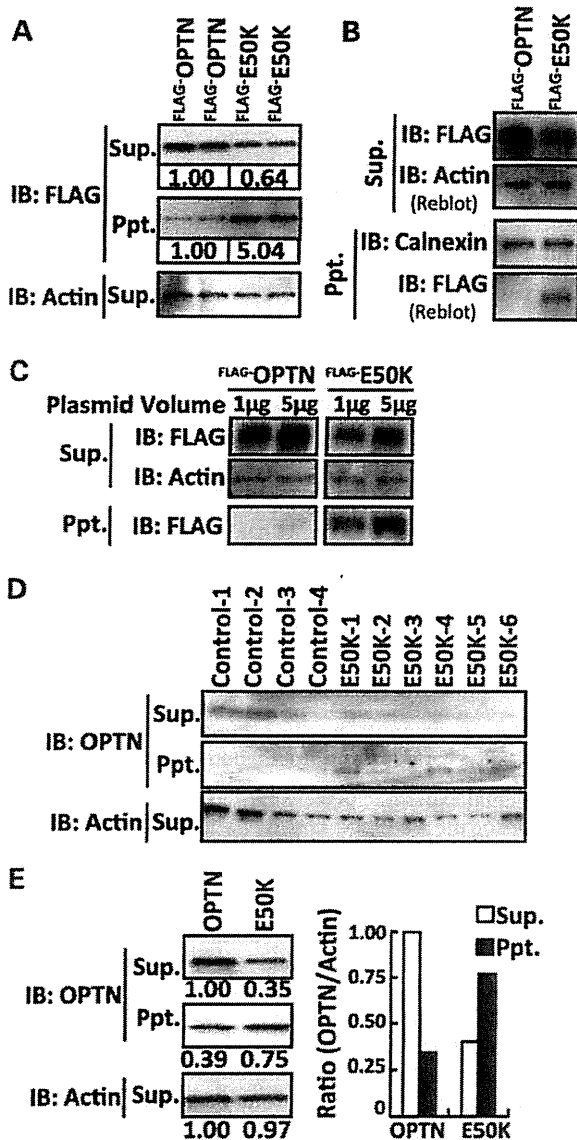 A
FLAG-OPTN
FLAG-OPTN
FLAG-E50K
FLAG-E50K
IB: FLAG
Sup.
1.00 0.64
Ppt.
1.00 5.04
IB: Actin Sup.
B
FLAG-OPTN
FLAG-E50K
Sup.
IB: FLAG
IB: Actin
(Reblot)
Ppt.
IB: Calnexin
IB: FLAG
(Reblot)
C
FLAG-OPTN FLAG-E50K
Plasmid Volume 1μg 5μg 1μg 5μg
Sup.
IB: FLAG
IB: Actin
Ppt. IB: FLAG
D
Control-1
Control-2
Control-3
Control-4
E50K-1
E50K-2
E50K-3
E50K-4
E50K-5
E50K-6
IB: OPTN
Sup.
Ppt.
IB: Actin Sup.
E
OPTN
E50K
IB: OPTN
Sup.
1.00 0.35
Ppt.
0.39 0.75
IB: Actin Sup.
1.00 0.97
Ratio (OPTN/Actin)
1.00
0.75
0.50
0.25
0
Sup.
Ppt.
OPTN E50K